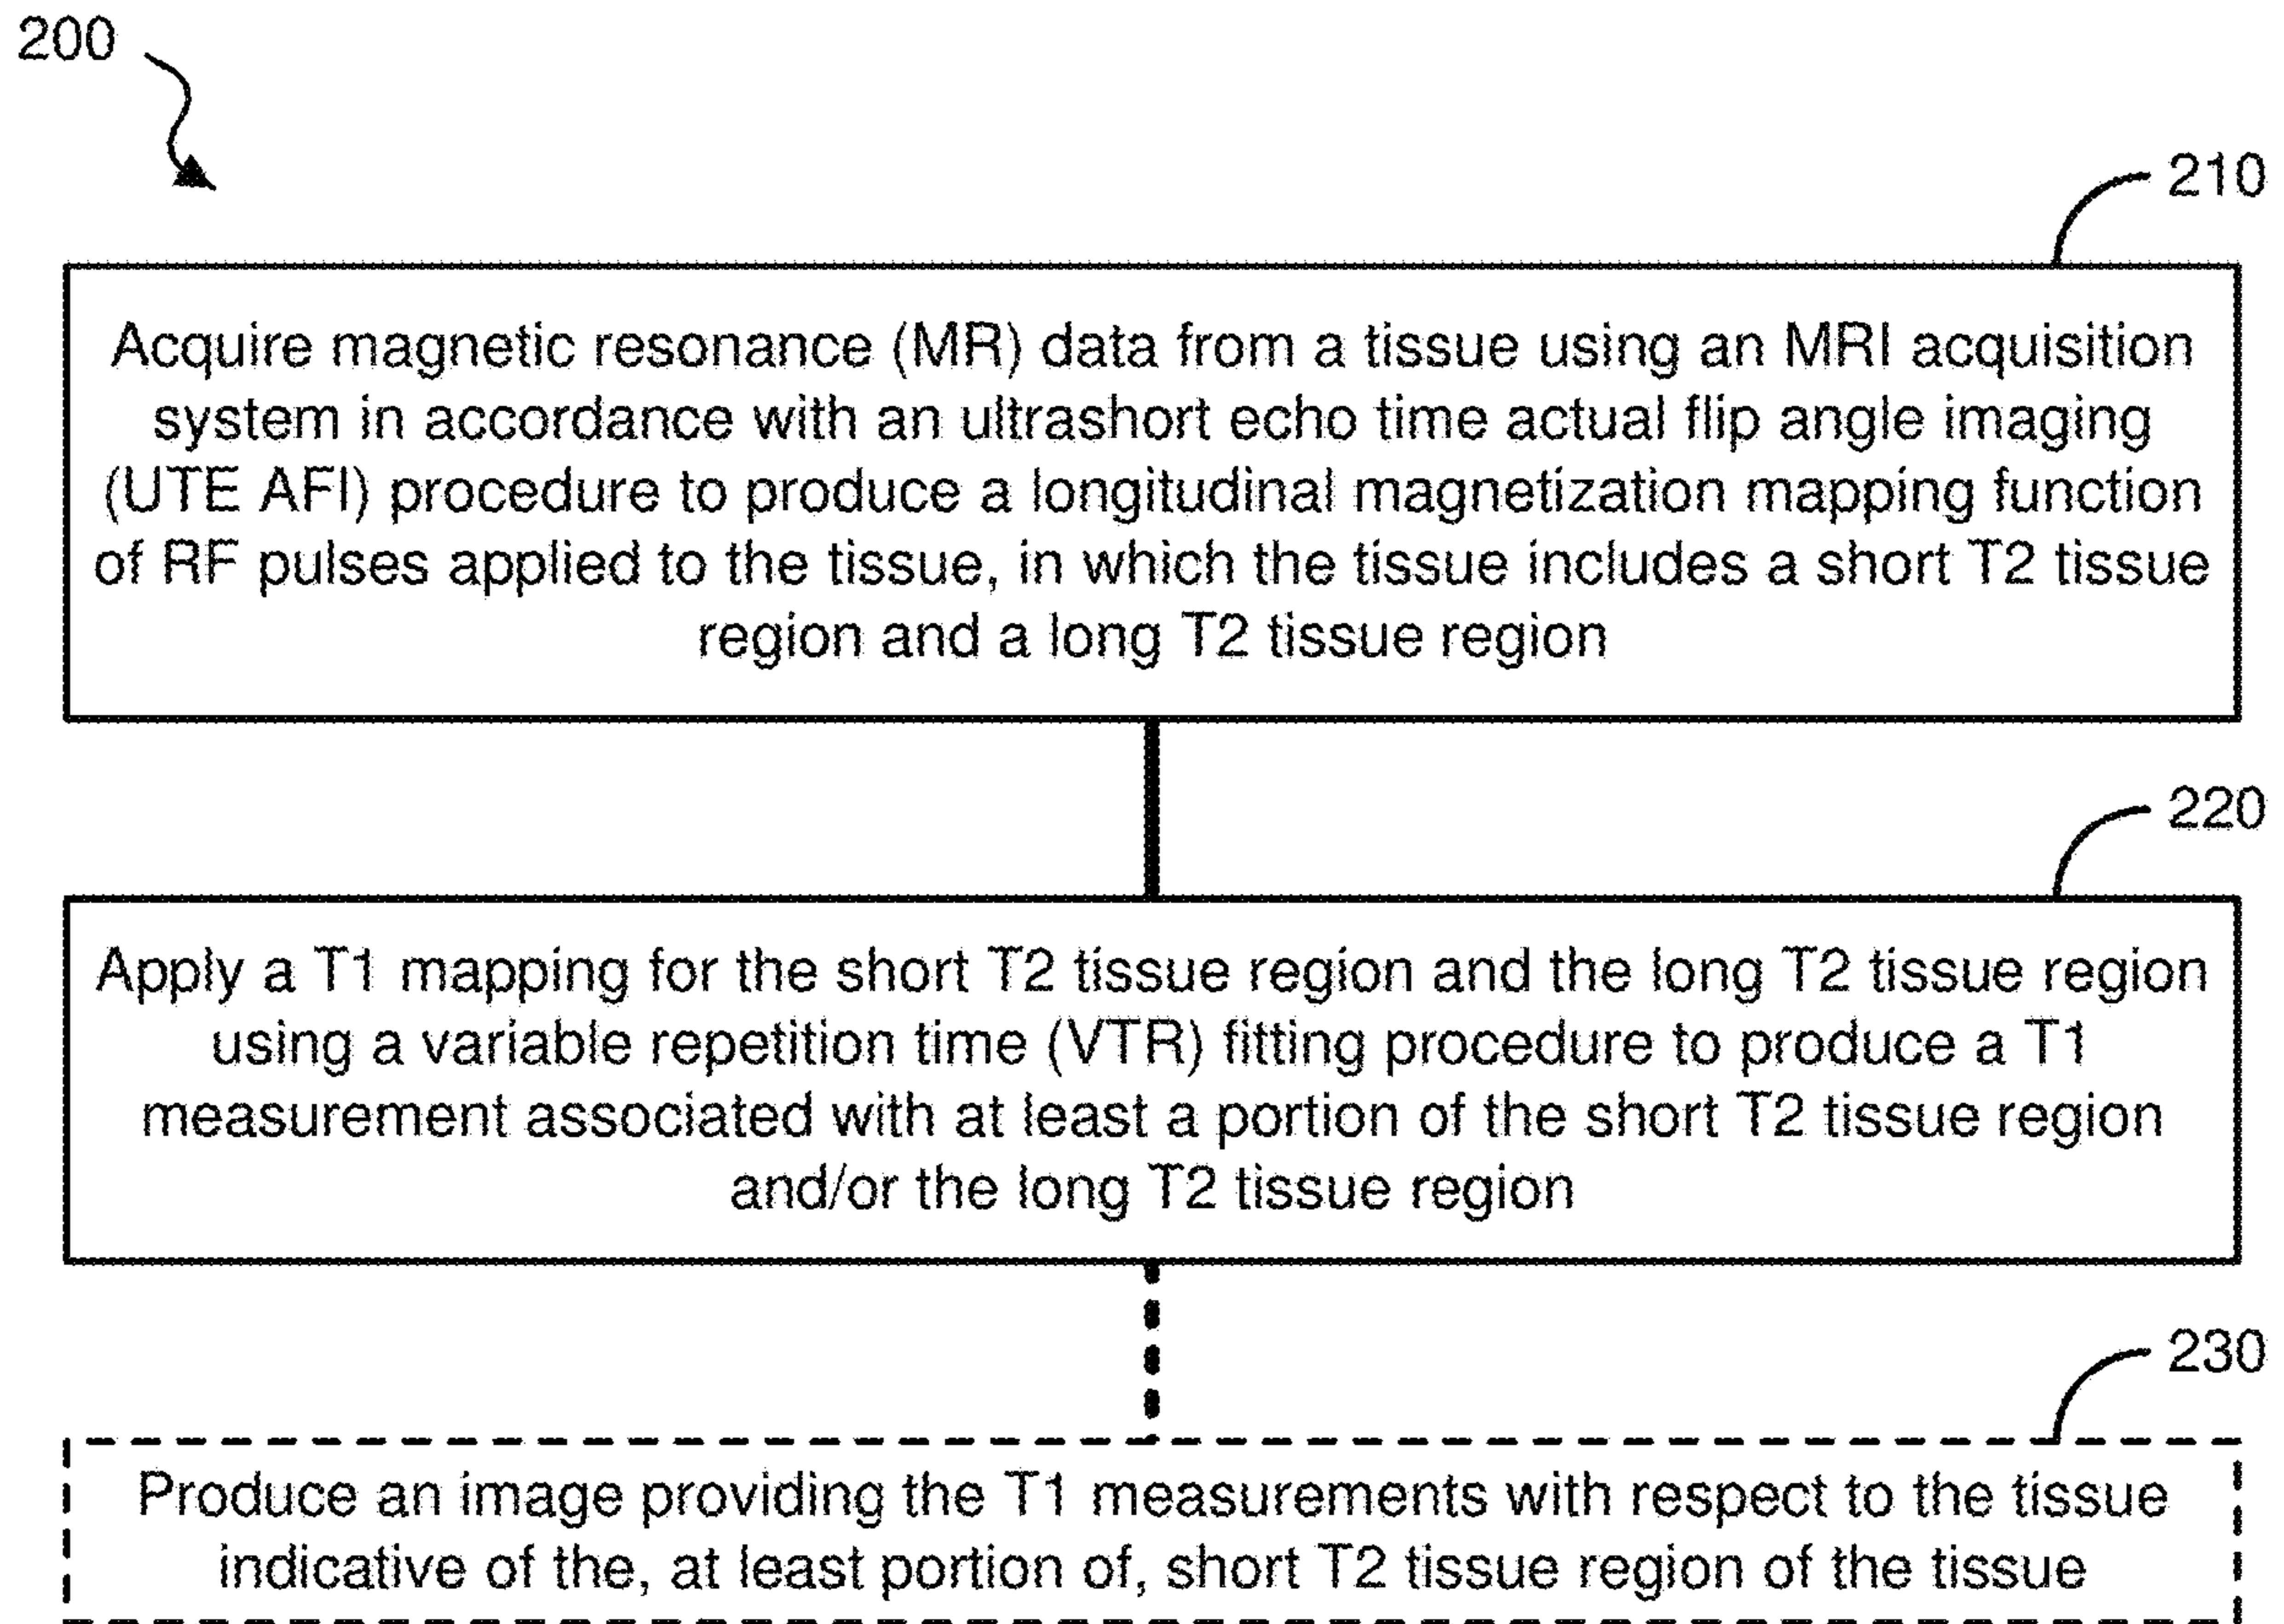 200
210
Acquire magnetic resonance (MR) data from a tissue using an MRI acquisition
system in accordance with an ultrashort echo time actual flip angle imaging
(UTE AFI) procedure to produce a longitudinal magnetization mapping function
of RF pulses applied to the tissue, in which the tissue includes a short T2 tissue
region and a long T2 tissue region
220
Apply a T1 mapping for the short T2 tissue region and the long T2 tissue region
using a variable repetition time (VTR) fitting procedure to produce a T1
measurement associated with at least a portion of the short T2 tissue region
and/or the long T2 tissue region
230
Produce an image providing the T1 measurements with respect to the tissue
indicative of the, at least portion of, short T2 tissue region of the tissue